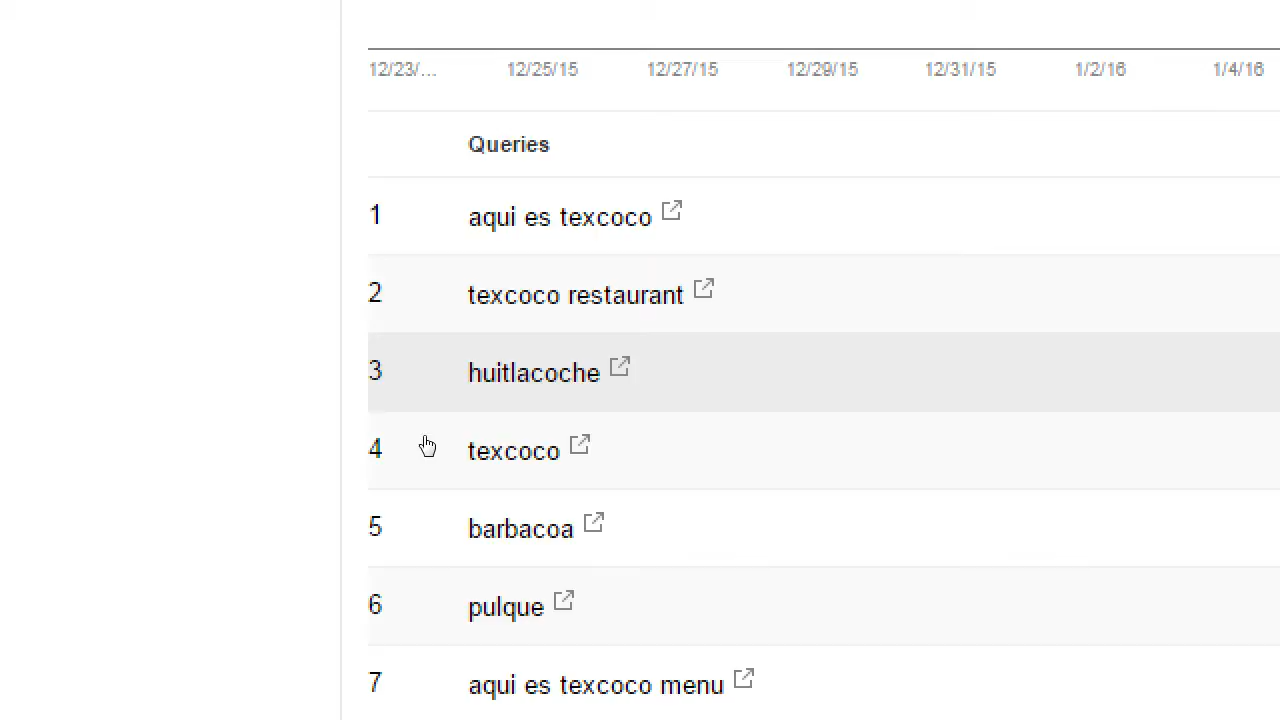 12/23/... 12/25/15 12/27/15 12/29/15 12/31/15 1/2/16 1/4/16
Queries
1 aqui es texcoco
2 texcoco restaurant
3 huitlacoche
4 texcoco
5 barbacoa
6 pulque
7 aqui es texcoco menu